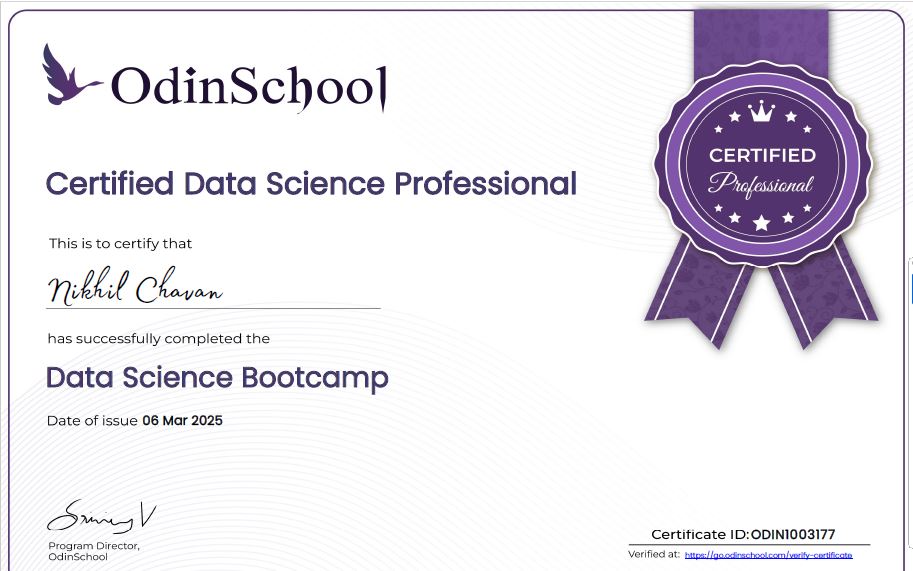 OdinSchool
Certified Data Science Professional
CERTIFIED
Professional
This is to certify that
Nikhil Chavan
has successfully completed the
Data Science Bootcamp
Date of issue 06 Mar 2025
Program Director,
OdinSchool
Certificate ID:ODIN1003177
Verified at: https://go.odinschool.com/verify-certificate